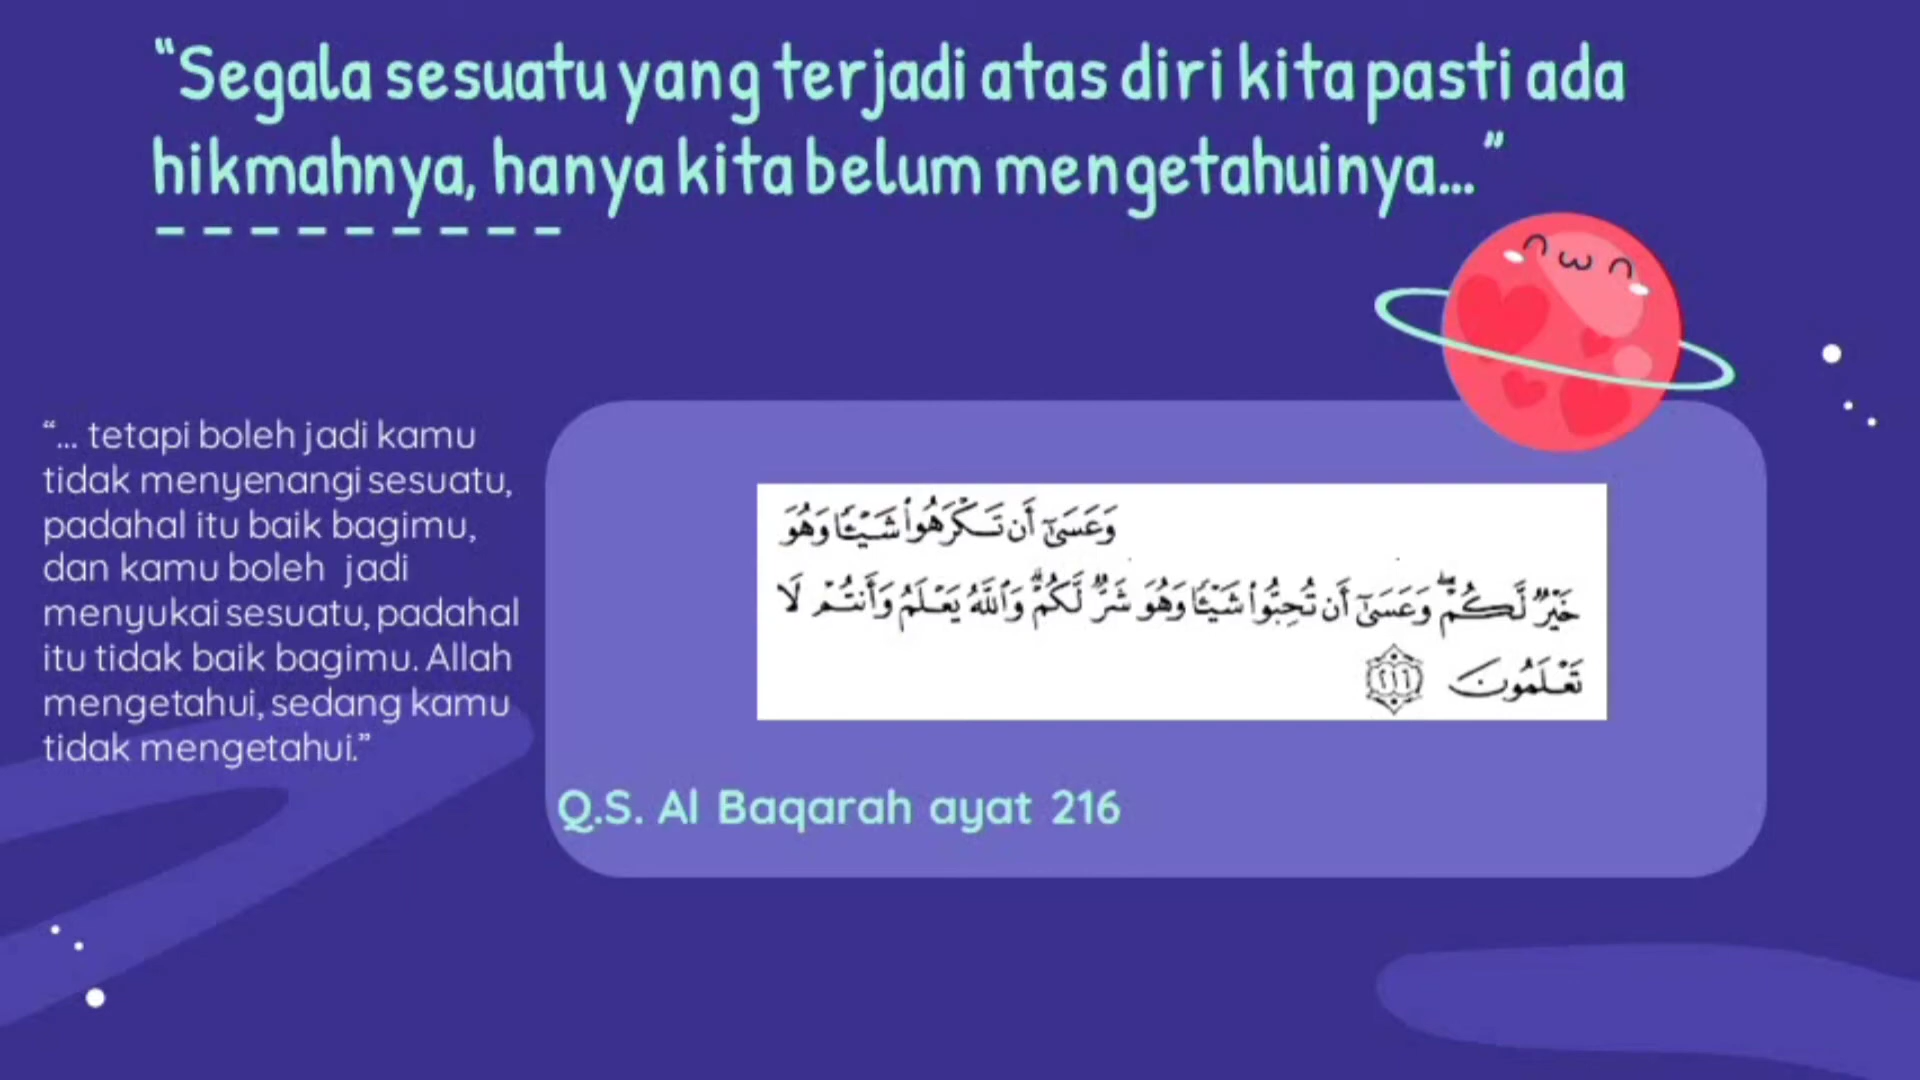 “Segala sesuatu yang terjadi atas diri kita pasti ada
hikmahnya, hanya kita belum mengetahuinya...”
“... tetapi boleh jadi kamu
tidak menyenangi sesuatu,
padahal itu baik bagimu,
dan kamu boleh jadi
menyukai sesuatu, padahal
itu tidak baik bagimu. Allah
mengetahui, sedang kamu
tidak mengetahui.”
وَعَسَىٰٓ أَن تَكْرَهُوا۟ شَيْـًٔا وَهُوَ
خَيْرٌ لَّكُمْ ۖ وَعَسَىٰٓ أَن تُحِبُّوا۟ شَيْـًٔا وَهُوَ شَرٌّ لَّكُمْ ۗ وَٱللَّهُ يَعْلَمُ وَأَنتُمْ لَا
تَعْلَمُونَ ٢١٦
Q.S. Al Baqarah ayat 216